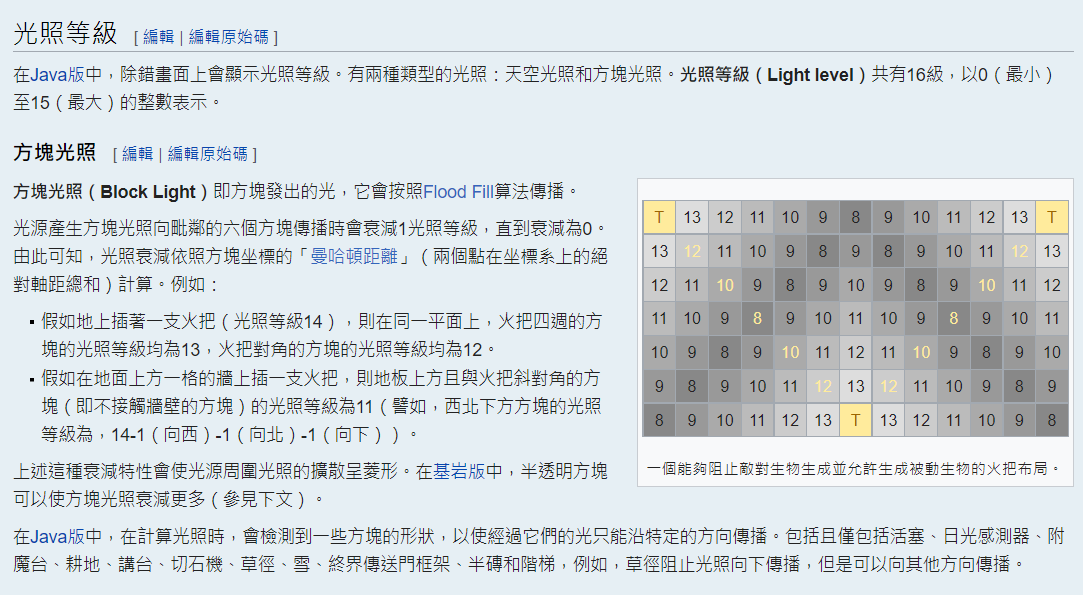 光照等級 [ 編輯 | 編輯原始碼 ]
在Java版中，除錯畫面上會顯示光照等級。有兩種類型的光照：天空光照和方塊光照。光照等級（Light level）共有16級，以0（最小）
至15（最大）的整數表示。
方塊光照 [ 編輯 | 編輯原始碼 ]
方塊光照（Block Light）即方塊發出的光，它會按照Flood Fill算法傳播。
光源產生方塊光照向毗鄰的六個方塊傳播時會衰減1光照等級，直到衰減為0。
由此可知，光照衰減依照方塊坐標的「曼哈頓距離」（兩個點在坐標系上的絕
對軸距總和）計算。例如：
▪ 假如地上插著一支火把（光照等級14），則在同一平面上，火把四週的方
塊的光照等級均為13，火把對角的方塊的光照等級均為12。
▪ 假如在地面上方一格的牆上插一支火把，則地板上方且與火把斜對角的方
塊（即不接觸牆壁的方塊）的光照等級為11（譬如，西北下方方塊的光照
等級為，14-1（向西）-1（向北）-1（向下））。
上述這種衰減特性會使光源周圍光照的擴散呈菱形。在基岩版中，半透明方塊
可以使方塊光照衰減更多（參見下文）。
T 13 12 11 10 9 8 9 10 11 12 13 T
13 12 11 10 9 8 9 8 9 10 11 12 13
12 11 10 9 8 9 10 9 8 9 10 11 12
11 10 9 8 9 10 11 10 9 8 9 10 11
10 9 8 9 10 11 12 11 10 9 8 9 10
9 8 9 10 11 12 13 12 11 10 9 8 9
8 9 10 11 12 13 T 13 12 11 10 9 8
一個能夠阻止敵對生物生成並允許生成被動生物的火把布局。
在Java版中，在計算光照時，會檢測到一些方塊的形狀，以使經過它們的光只能沿特定的方向傳播。包括且僅包括活塞、日光感測器、附
魔台、耕地、講台、切石機、草徑、雪、終界傳送門框架、半磚和階梯，例如，草徑阻止光照向下傳播，但是可以向其他方向傳播。